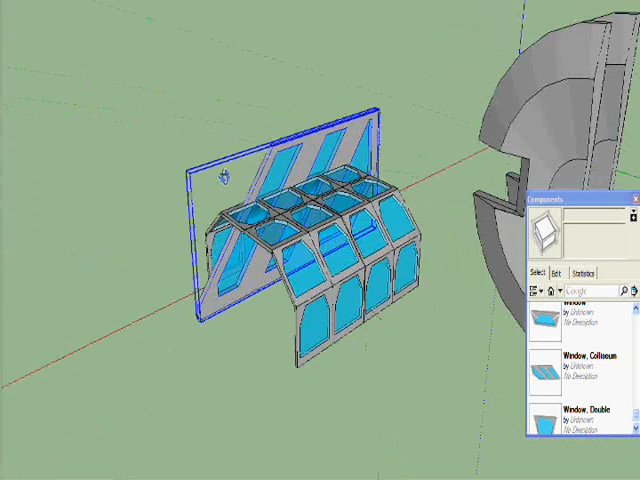 Components
Select
Edit
Statistics
Google
Window
by Unknown
No Description
Window, Coliseum
by Unknown
No Description
Window, Double
by Unknown
No Description